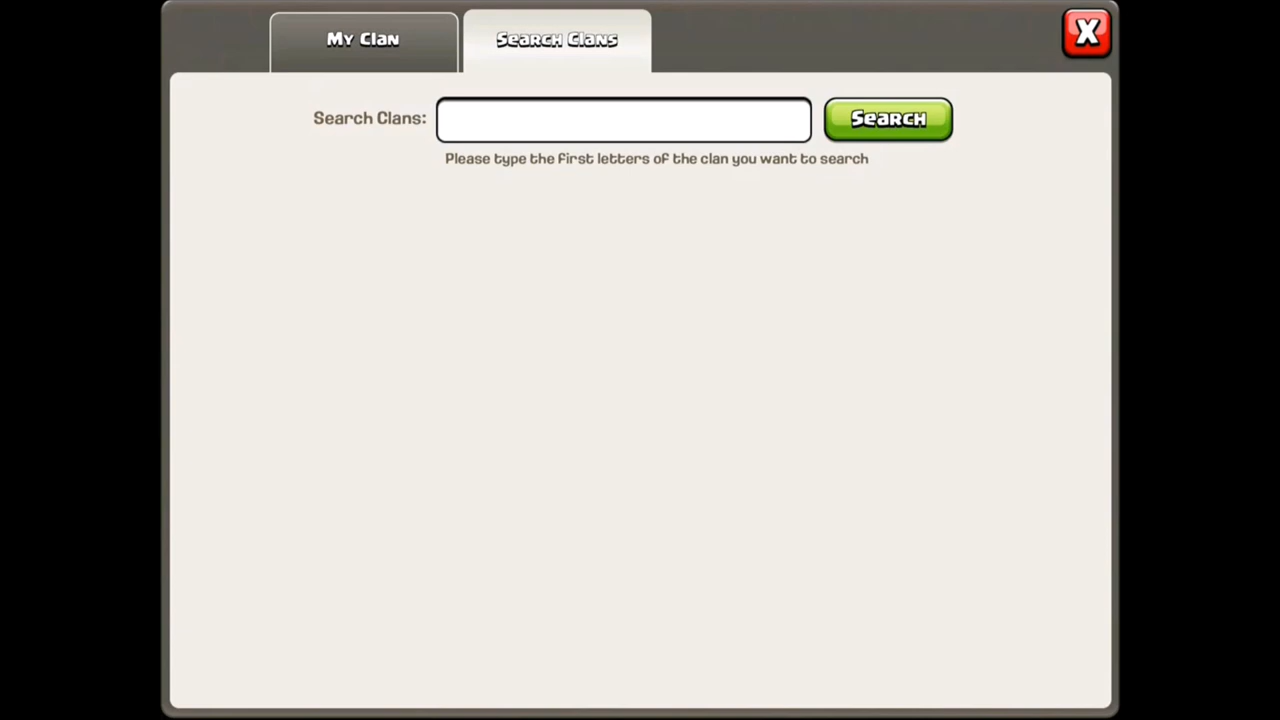 My Clan
Search Clans
X
Search Clans:
Search
Please type the first letters of the clan you want to search